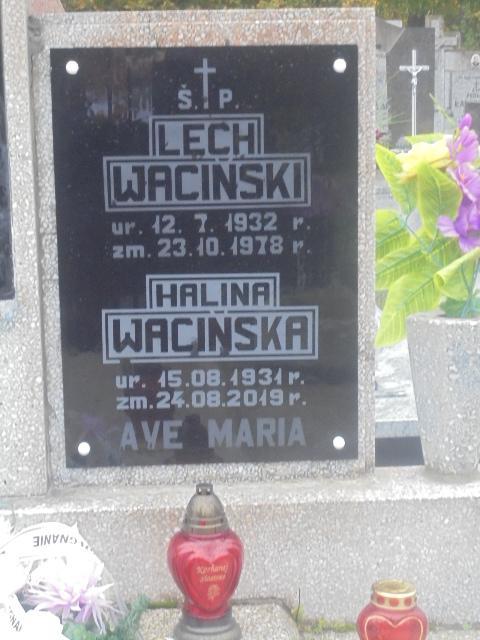 Ś. P.
LECH
WACIŃSKI
ur. 12. 7. 1932 r.
zm. 23.10.1978 r.
HALINA
WACIŃSKA
ur. 15.08.1931 r.
zm. 24.08.2019 r.
AVE MARIA
Kochanej